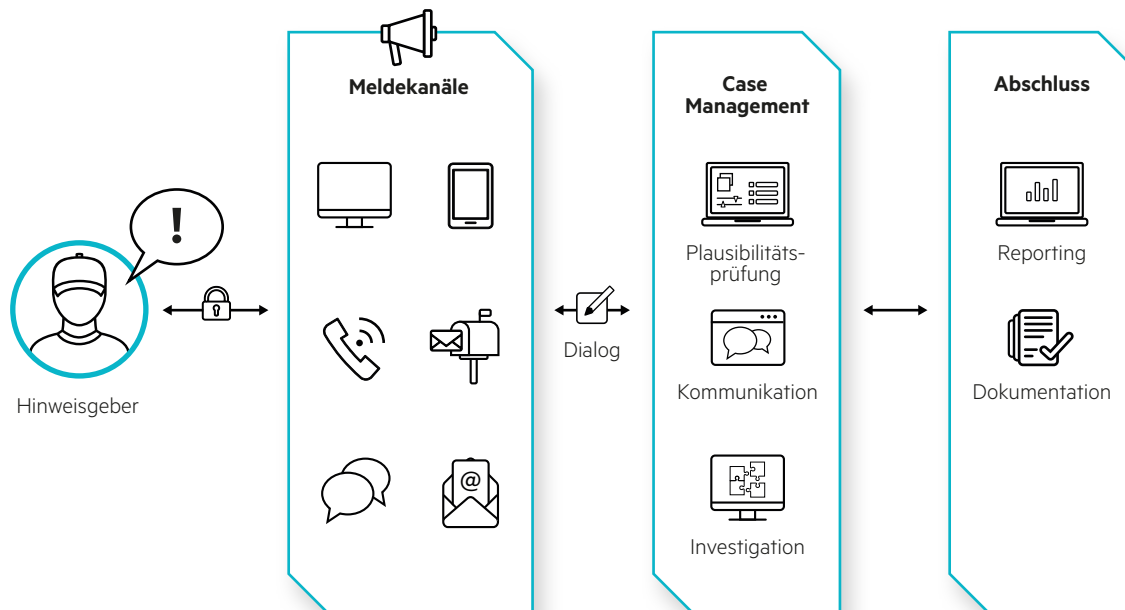 Meldekanäle
Case
Management
Abschluss
!
Plausibilitäts-
prüfung
Reporting
Dialog
Hinweisgeber
Kommunikation
Dokumentation
@
Investigation